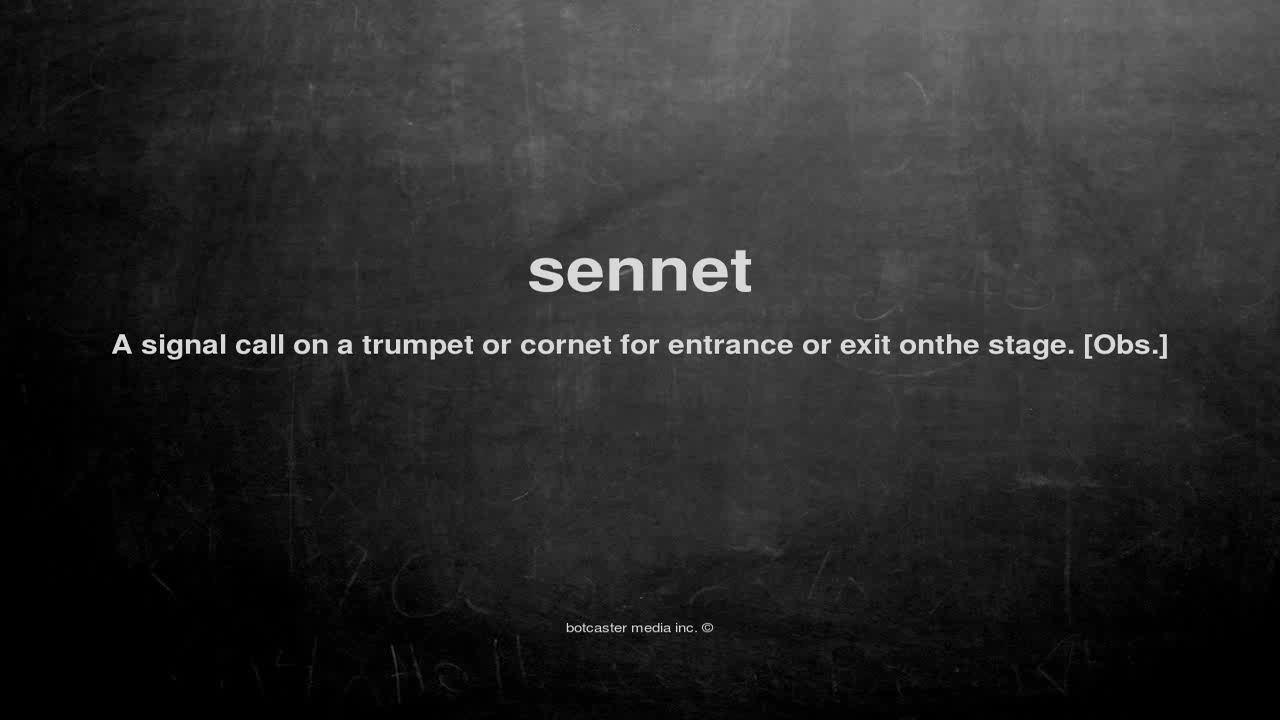 sennet
A signal call on a trumpet or cornet for entrance or exit onthe stage. [Obs.]
botcaster media inc. ©